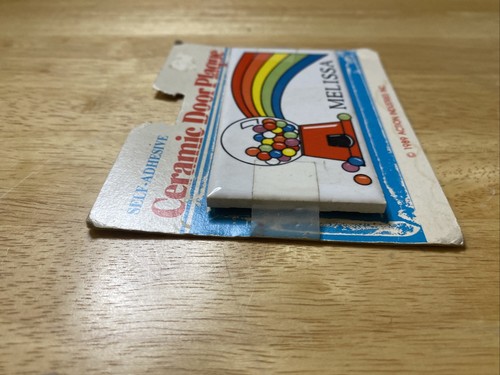 SELF-ADHESIVE
Ceramic Door Plaque
MELISSA
© 1989 ACTION INDUSTRIES INC.